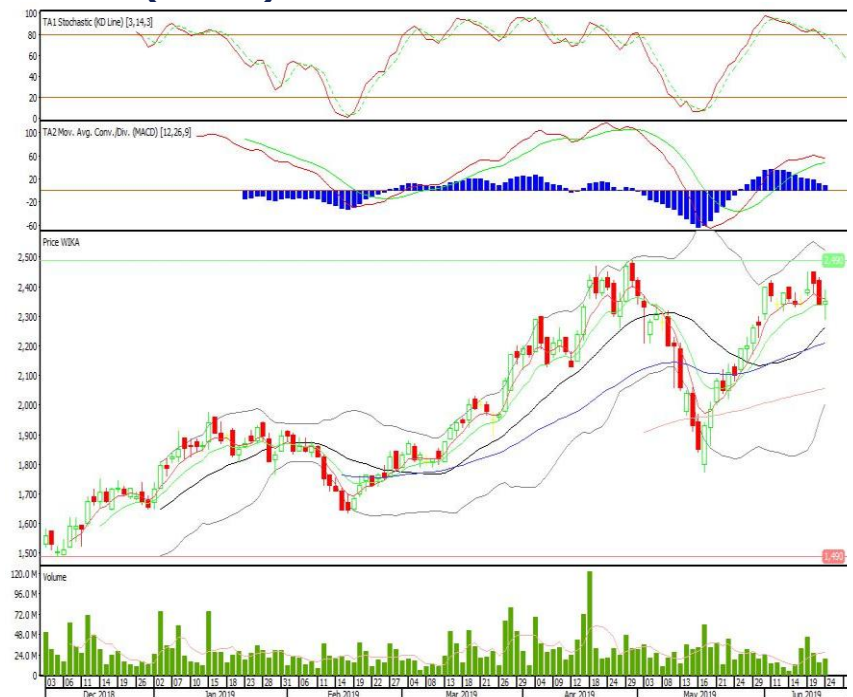 100
TA1 Stochastic (KD Line) [3,14,3]
80
60
40
20
0
TA2 Mov. Avg. Conv./Div. (MACD) [12,26,9]
100
60
20
-20
-60
Price WIKA
2,500
2,490
2,400
2,300
2,200
2,100
2,000
1,900
1,800
1,700
1,600
1,500
1,490
120.0 M
Volume
96.0 M
72.0 M
48.0 M
24.0 M
0.0 M
03 06 11 14 19 26 02 07 10 15 18 23 28 31 06 11 14 19 22 27 04 08 13 18 21 26 29 04 09 12 18 24 29 03 08 13 16 21 24 29 11 14 19 24
Dec 2018 Jan 2019 Feb 2019 Mar 2019 Apr 2019 May 2019 Jun 2019